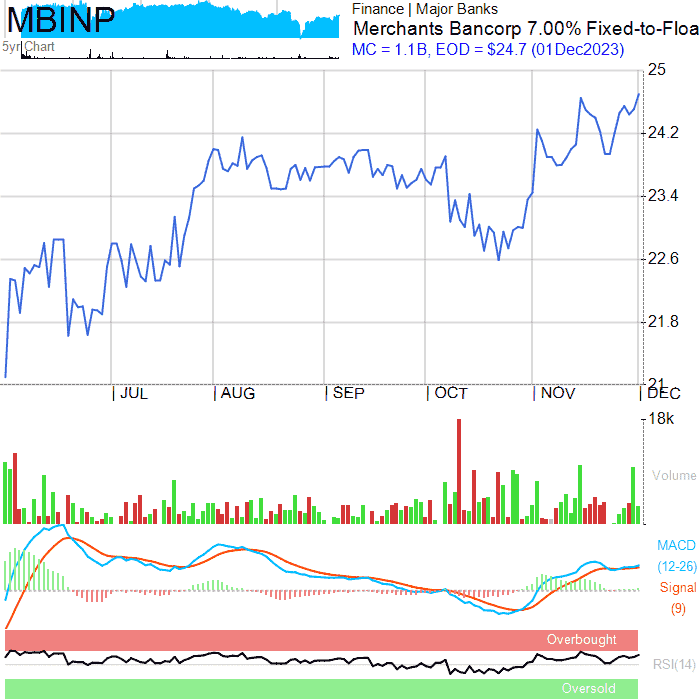 MBINP
Finance | Major Banks
Merchants Bancorp 7.00% Fixed-to-Floa
MC = 1.1B, EOD = $24.7 (01Dec2023)
5yr Chart
25
24.2
23.4
22.6
21.8
21
JUL
AUG
SEP
OCT
NOV
DEC
18k
Volume
MACD
(12-26)
Signal
(9)
Overbought
RSI(14)
Oversold